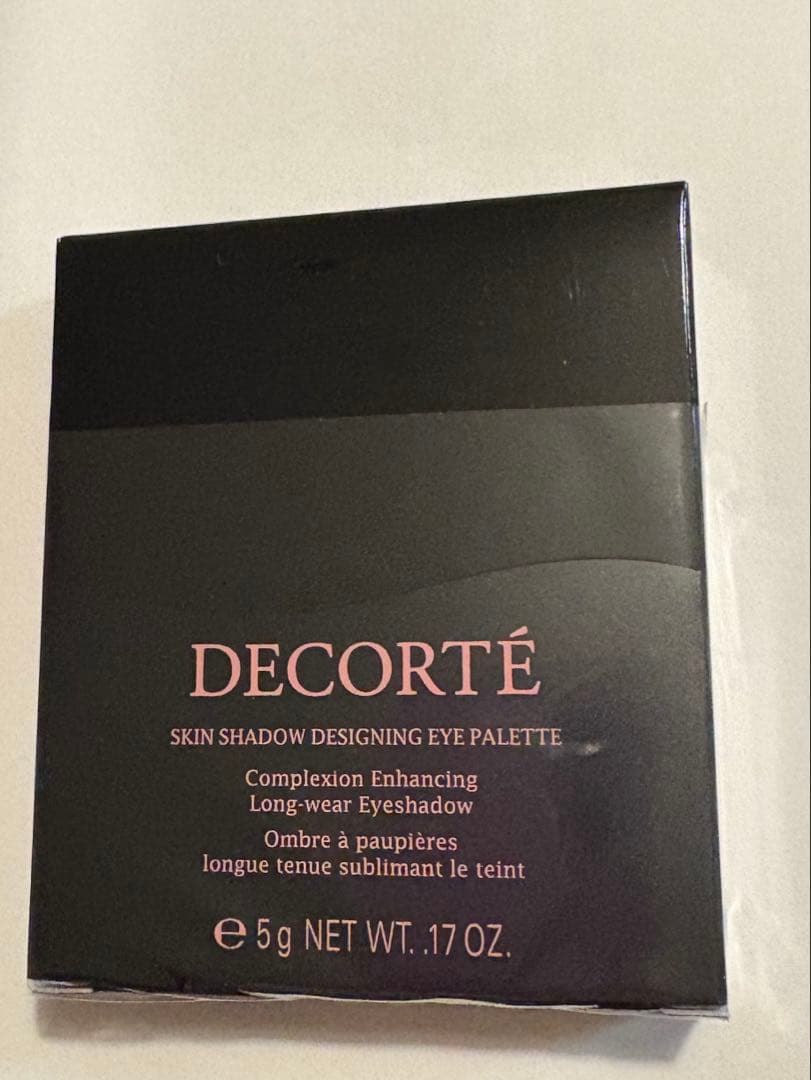 DECORTÉ
SKIN SHADOW DESIGNING EYE PALETTE
Complexion Enhancing
Long-wear Eyeshadow
Ombre à paupières
longue tenue sublimant le teint
℮ 5g NET WT. .17 OZ.